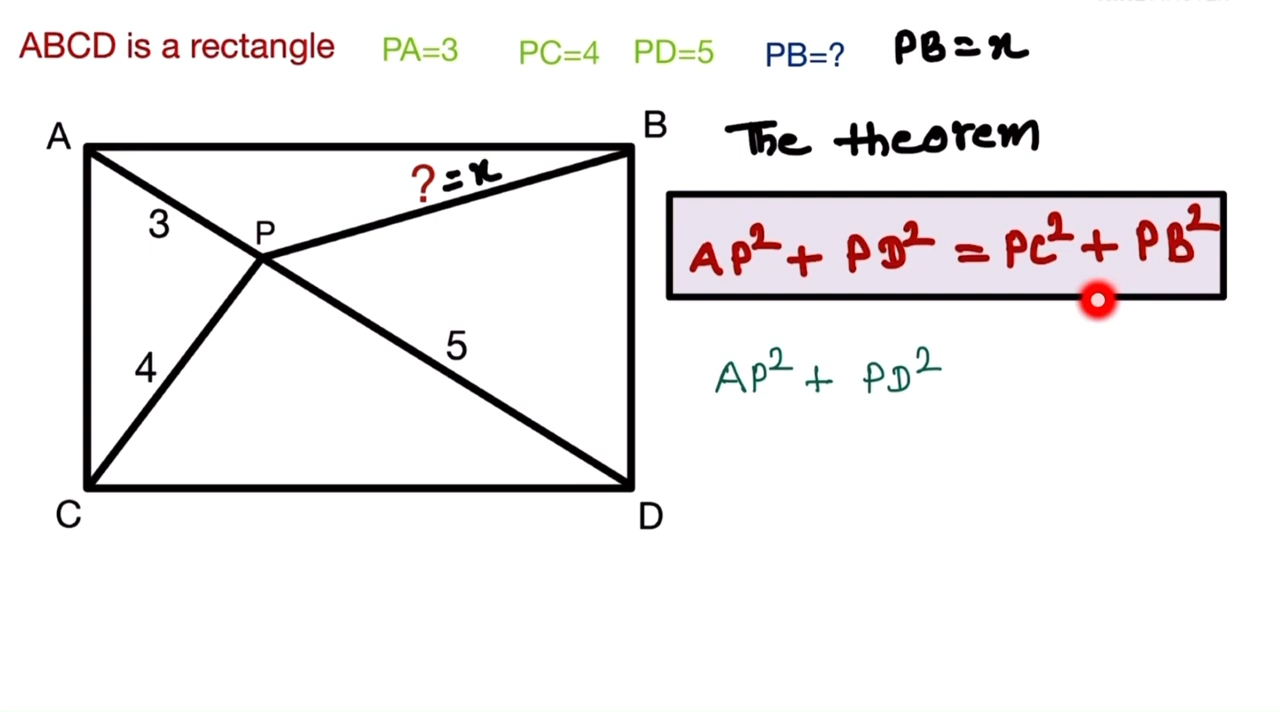 ABCD is a rectangle PA=3 PC=4 PD=5 PB=? PB=x
A B The theorem
?=x
3 P
AP²+ PD² = PC²+ PB²
4 5
AP²+ PD²
C D